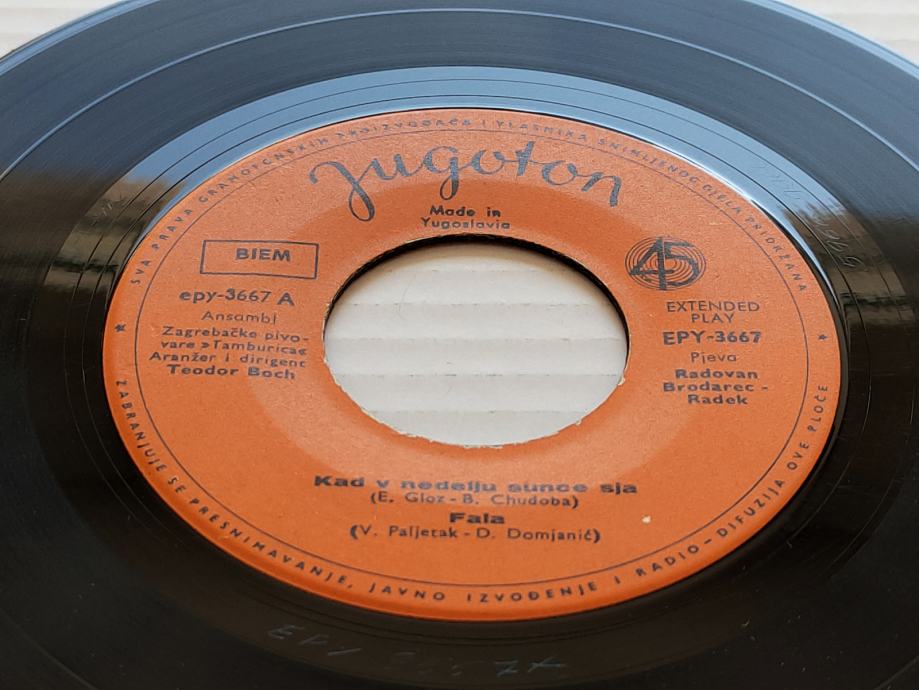 SVA PRAVA GRAMOFONSKIH PROIZVOĐAČA I VLASNIKA SNIMLJENOG DJELA PRIDRŽANA
Jugoton
Made in
Yugoslavia
BIEM
45
epy-3667 A
Ansambl
Zagrebačke pivo-
vare »Tamburica«
Aranžer i dirigent
Teodor Boch
EXTENDED
PLAY
EPY-3667
Pjeva
Radovan
Brodarec -
Radek
Kad v nedelju sunce sja
(E. Gloz - B. Chudoba)
Fala
(V. Paljetak - D. Domjanić)
ZABRANJUJE SE PRESNIMAVANJE, JAVNO IZVOĐENJE I RADIO-DIFUZIJA OVE PLOČE